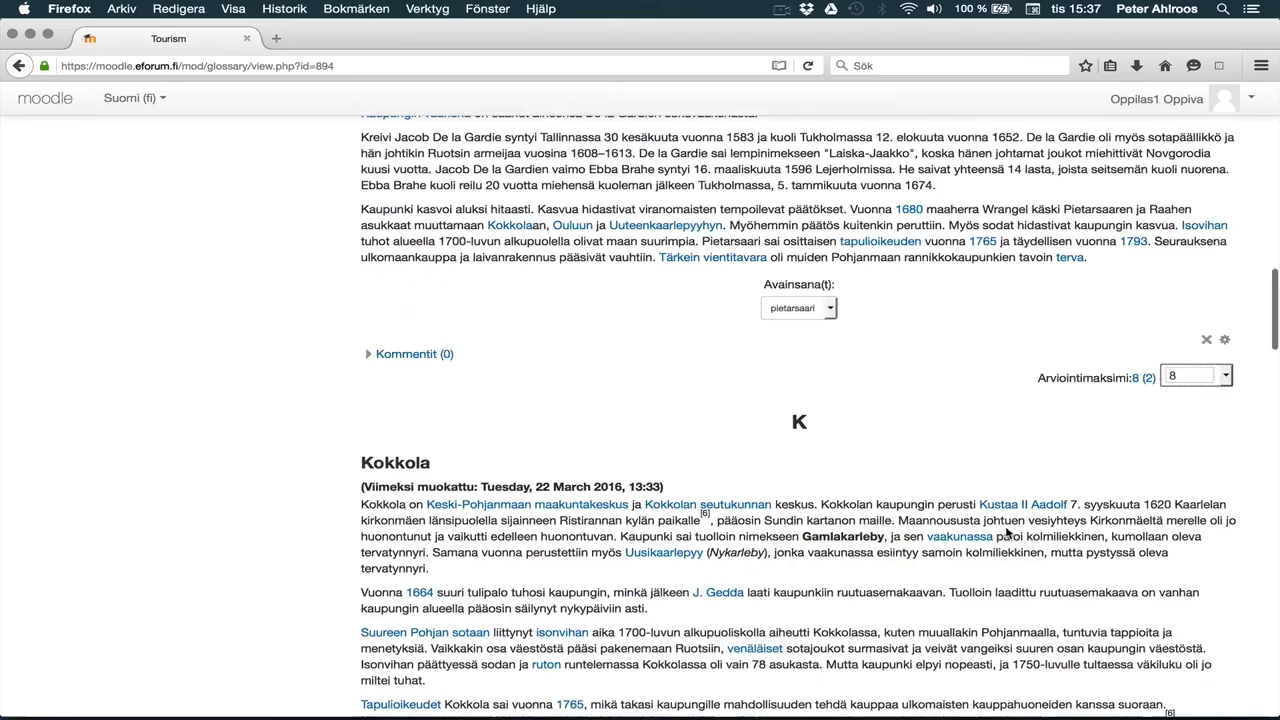 Firefox Arkiv Redigera Visa Historik Bokmärken Verktyg Fönster Hjälp 100 % tis 15:37 Peter Ahlroos
Tourism
https://moodle.eforum.fi/mod/glossary/view.php?id=894 Sök
moodle Suomi (fi) Oppilas1 Oppiva
Kreivi Jacob De la Gardie syntyi Tallinnassa 30 kesäkuuta vuonna 1583 ja kuoli Tukholmassa 12. elokuuta vuonna 1652. De la Gardie oli myös sotapäällikkö ja
hän johtikin Ruotsin armeijaa vuosina 1608–1613. De la Gardie sai lempinimekseen "Laiska-Jaakko", koska hänen johtamat joukot miehittivät Novgorodia
kuusi vuotta. Jacob De la Gardien vaimo Ebba Brahe syntyi 16. maaliskuuta 1596 Lejerholmissa. He saivat yhteensä 14 lasta, joista seitsemän kuoli nuorena.
Ebba Brahe kuoli reilu 20 vuotta miehensä kuoleman jälkeen Tukholmassa, 5. tammikuuta vuonna 1674.
Kaupunki kasvoi aluksi hitaasti. Kasvua hidastivat viranomaisten tempoilevat päätökset. Vuonna 1680 maaherra Wrangel käski Pietarsaaren ja Raahen
asukkaat muuttamaan Kokkolaan, Ouluun ja Uuteenkaarlepyyhyn. Myöhemmin päätös kuitenkin peruttiin. Myös sodat hidastivat kaupungin kasvua. Isovihan
tuhot alueella 1700-luvun alkupuolella olivat maan suurimpia. Pietarsaari sai osittaisen tapulioikeuden vuonna 1765 ja täydellisen vuonna 1793. Seurauksena
ulkomaankauppa ja laivanrakennus pääsivät vauhtiin. Tärkein vientitavara oli muiden Pohjanmaan rannikkokaupunkien tavoin terva.
Avainsana(t):
pietarsaari
Kommentit (0)
Arviointimaksimi:8 (2) 8
K
Kokkola
(Viimeksi muokattu: Tuesday, 22 March 2016, 13:33)
Kokkola on Keski-Pohjanmaan maakuntakeskus ja Kokkolan seutukunnan keskus. Kokkolan kaupungin perusti Kustaa II Aadolf 7. syyskuuta 1620 Kaarlelan
kirkonmäen länsipuolella sijainneen Ristirannan kylän paikalle[6], pääosin Sundin kartanon maille. Maannousuista johtuen vesiyhteys Kirkonmäeltä merelle oli jo
huonontunut ja vaikutti edelleen huonontuvan. Kaupunki sai tuolloin nimekseen Gamlakarleby, ja sen vaakunassa paloi kolmiliekkinen, kumollaan oleva
tervatynnyri. Samana vuonna perustettiin myös Uusikaarlepyy (Nykarleby), jonka vaakunassa esiintyy samoin kolmiliekkinen, mutta pystyssä oleva
tervatynnyri.
Vuonna 1664 suuri tulipalo tuhosi kaupungin, minkä jälkeen J. Gedda laati kaupunkiin ruutuasemakaavan. Tuolloin laadittu ruutuasemakaava on vanhan
kaupungin alueella pääosin säilynyt nykypäiviin asti.
Suureen Pohjan sotaan liittynyt isonvihan aika 1700-luvun alkupuoliskolla aiheutti Kokkolassa, kuten muuallakin Pohjanmaalla, tuntuvia tappioita ja
menetyksiä. Vaikkakin osa väestöstä pääsi pakenemaan Ruotsiin, venäläiset sotajoukot surmasivat ja veivät vangeiksi suuren osan kaupungin väestöstä.
Isonvihan päättyessä sodan ja ruton runtelemassa Kokkolassa oli vain 78 asukasta. Mutta kaupunki elpyi nopeasti, ja 1750-luvulle tultaessa väkiluku oli jo
miltei tuhat.
Tapulioikeudet Kokkola sai vuonna 1765, mikä takasi kaupungille mahdollisuuden tehdä kauppaa ulkomaisten kauppahuoneiden kanssa suoraan.[6]